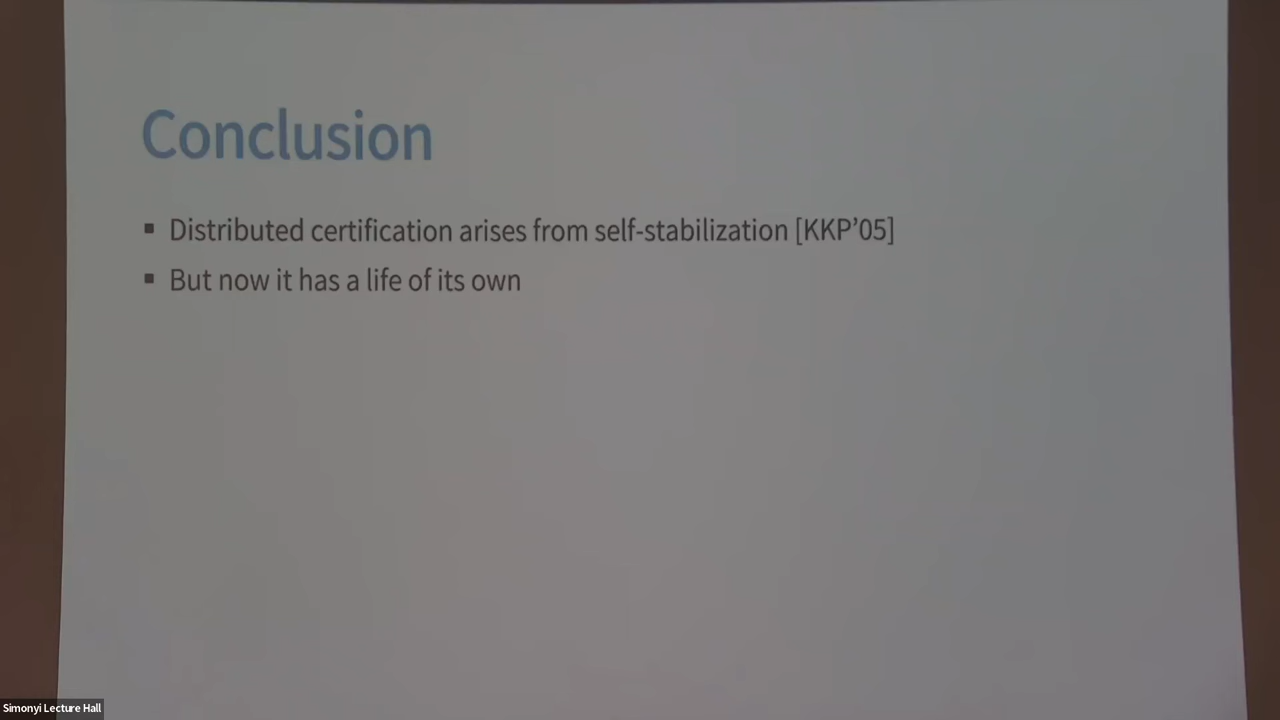 Conclusion
▪ Distributed certification arises from self-stabilization [KKP’05]
▪ But now it has a life of its own
Simonyi Lecture Hall